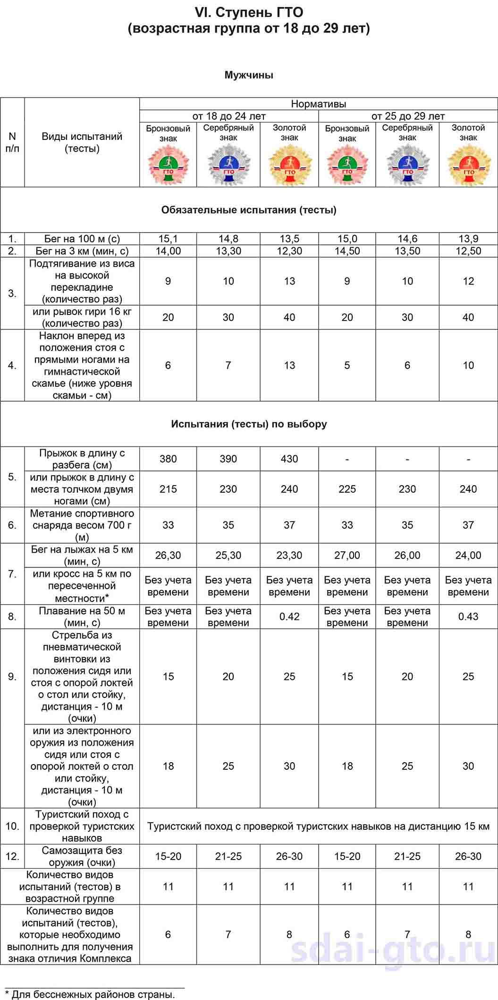 VI. Ступень ГТО
(возрастная группа от 18 до 29 лет)
Мужчины
N
п/п
Виды испытаний
(тесты)
Нормативы
от 18 до 24 лет
от 25 до 29 лет
Бронзовый
знак
Серебряный
знак
Золотой
знак
Бронзовый
знак
Серебряный
знак
Золотой
знак
ГТО
ГТО
ГТО
ГТО
ГТО
ГТО
Обязательные испытания (тесты)
1. Бег на 100 м (с) 15,1 14,8 13,5 15,0 14,6 13,9
2. Бег на 3 км (мин, с) 14,00 13,30 12,30 14,50 13,50 12,50
3.
Подтягивание из виса
на высокой
перекладине
(количество раз)
9 10 13 9 10 12
или рывок гири 16 кг
(количество раз)
20 30 40 20 30 40
4.
Наклон вперед из
положения стоя с
прямыми ногами на
гимнастической
скамье (ниже уровня
скамьи - см)
6 7 13 5 6 10
Испытания (тесты) по выбору
5.
Прыжок в длину с
разбега (см)
380 390 430 - - -
или прыжок в длину с
места толчком двумя
ногами (см)
215 230 240 225 230 240
6.
Метание спортивного
снаряда весом 700 г
(м)
33 35 37 33 35 37
7.
Бег на лыжах на 5 км
(мин, с)
26,30 25,30 23,30 27,00 26,00 24,00
или кросс на 5 км по
пересеченной
местности*
Без учета Без учета Без учета Без учета Без учета Без учета
времени времени времени времени времени времени
8.
Плавание на 50 м
(мин, с)
Без учета
времени
Без учета
времени
0.42
Без учета
времени
Без учета
времени
0.43
9.
Стрельба из
пневматической
винтовки из
положения сидя или
стоя с опорой локтей
о стол или стойку,
дистанция - 10 м
(очки)
15 20 25 15 20 25
или из электронного
оружия из положения
сидя или стоя с
опорой локтей о стол
или стойку,
дистанция - 10 м
(очки)
18 25 30 18 25 30
10.
Туристский поход с
проверкой туристских
навыков
Туристский поход с проверкой туристских навыков на дистанцию 15 км
12.
Самозащита без
оружия (очки)
15-20 21-25 26-30 15-20 21-25 26-30
Количество видов
испытаний (тестов) в
возрастной группе
11 11 11 11 11 11
Количество видов
испытаний (тестов),
которые необходимо
выполнить для получения
знака отличия Комплекса
6 7 8 6 7 8
sdai-gto.ru
* Для бесснежных районов страны.